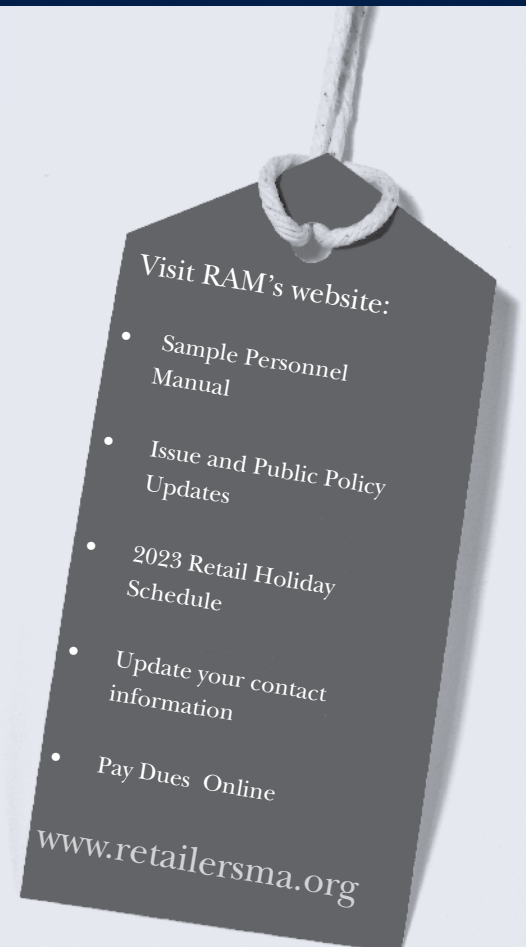 Visit RAM's website:
• Sample Personnel
Manual
• Issue and Public Policy
Updates
• 2023 Retail Holiday
Schedule
• Update your contact
information
• Pay Dues  Online
www.retailersma.org